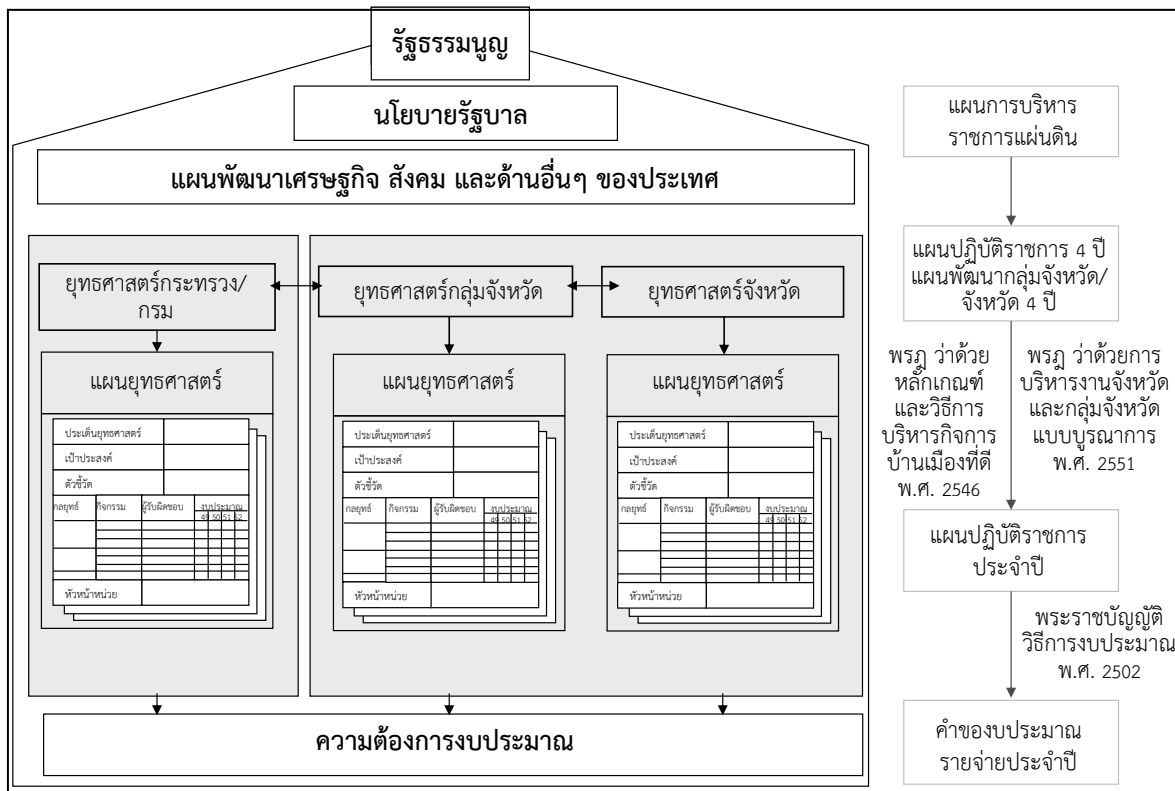 รัฐธรรมนูญ
นโยบายรัฐบาล
แผนพัฒนาเศรษฐกิจ สังคม และด้านอื่นๆ ของประเทศ
ยุทธศาสตร์กระทรวง/
กรม
ยุทธศาสตร์กลุ่มจังหวัด
ยุทธศาสตร์จังหวัด
แผนยุทธศาสตร์
ประเด็นยุทธศาสตร์
เป้าประสงค์
ตัวชี้วัด
กลยุทธ์ กิจกรรม ผู้รับผิดชอบ งบประมาณ
49 50 51 52
หัวหน้าหน่วย
แผนยุทธศาสตร์
ประเด็นยุทธศาสตร์
เป้าประสงค์
ตัวชี้วัด
กลยุทธ์ กิจกรรม ผู้รับผิดชอบ งบประมาณ
49 50 51 52
หัวหน้าหน่วย
แผนยุทธศาสตร์
ประเด็นยุทธศาสตร์
เป้าประสงค์
ตัวชี้วัด
กลยุทธ์ กิจกรรม ผู้รับผิดชอบ งบประมาณ
49 50 51 52
หัวหน้าหน่วย
ความต้องการงบประมาณ
แผนการบริหาร
ราชการแผ่นดิน
แผนปฏิบัติราชการ 4 ปี
แผนพัฒนากลุ่มจังหวัด/
จังหวัด 4 ปี
พรฎ ว่าด้วย
หลักเกณฑ์
และวิธีการ
บริหารกิจการ
บ้านเมืองที่ดี
พ.ศ. 2546
พรฎ ว่าด้วยการ
บริหารงานจังหวัด
และกลุ่มจังหวัด
แบบบูรณาการ
พ.ศ. 2551
แผนปฏิบัติราชการ
ประจำปี
พระราชบัญญัติ
วิธีการงบประมาณ
พ.ศ. 2502
คำของบประมาณ
รายจ่ายประจำปี